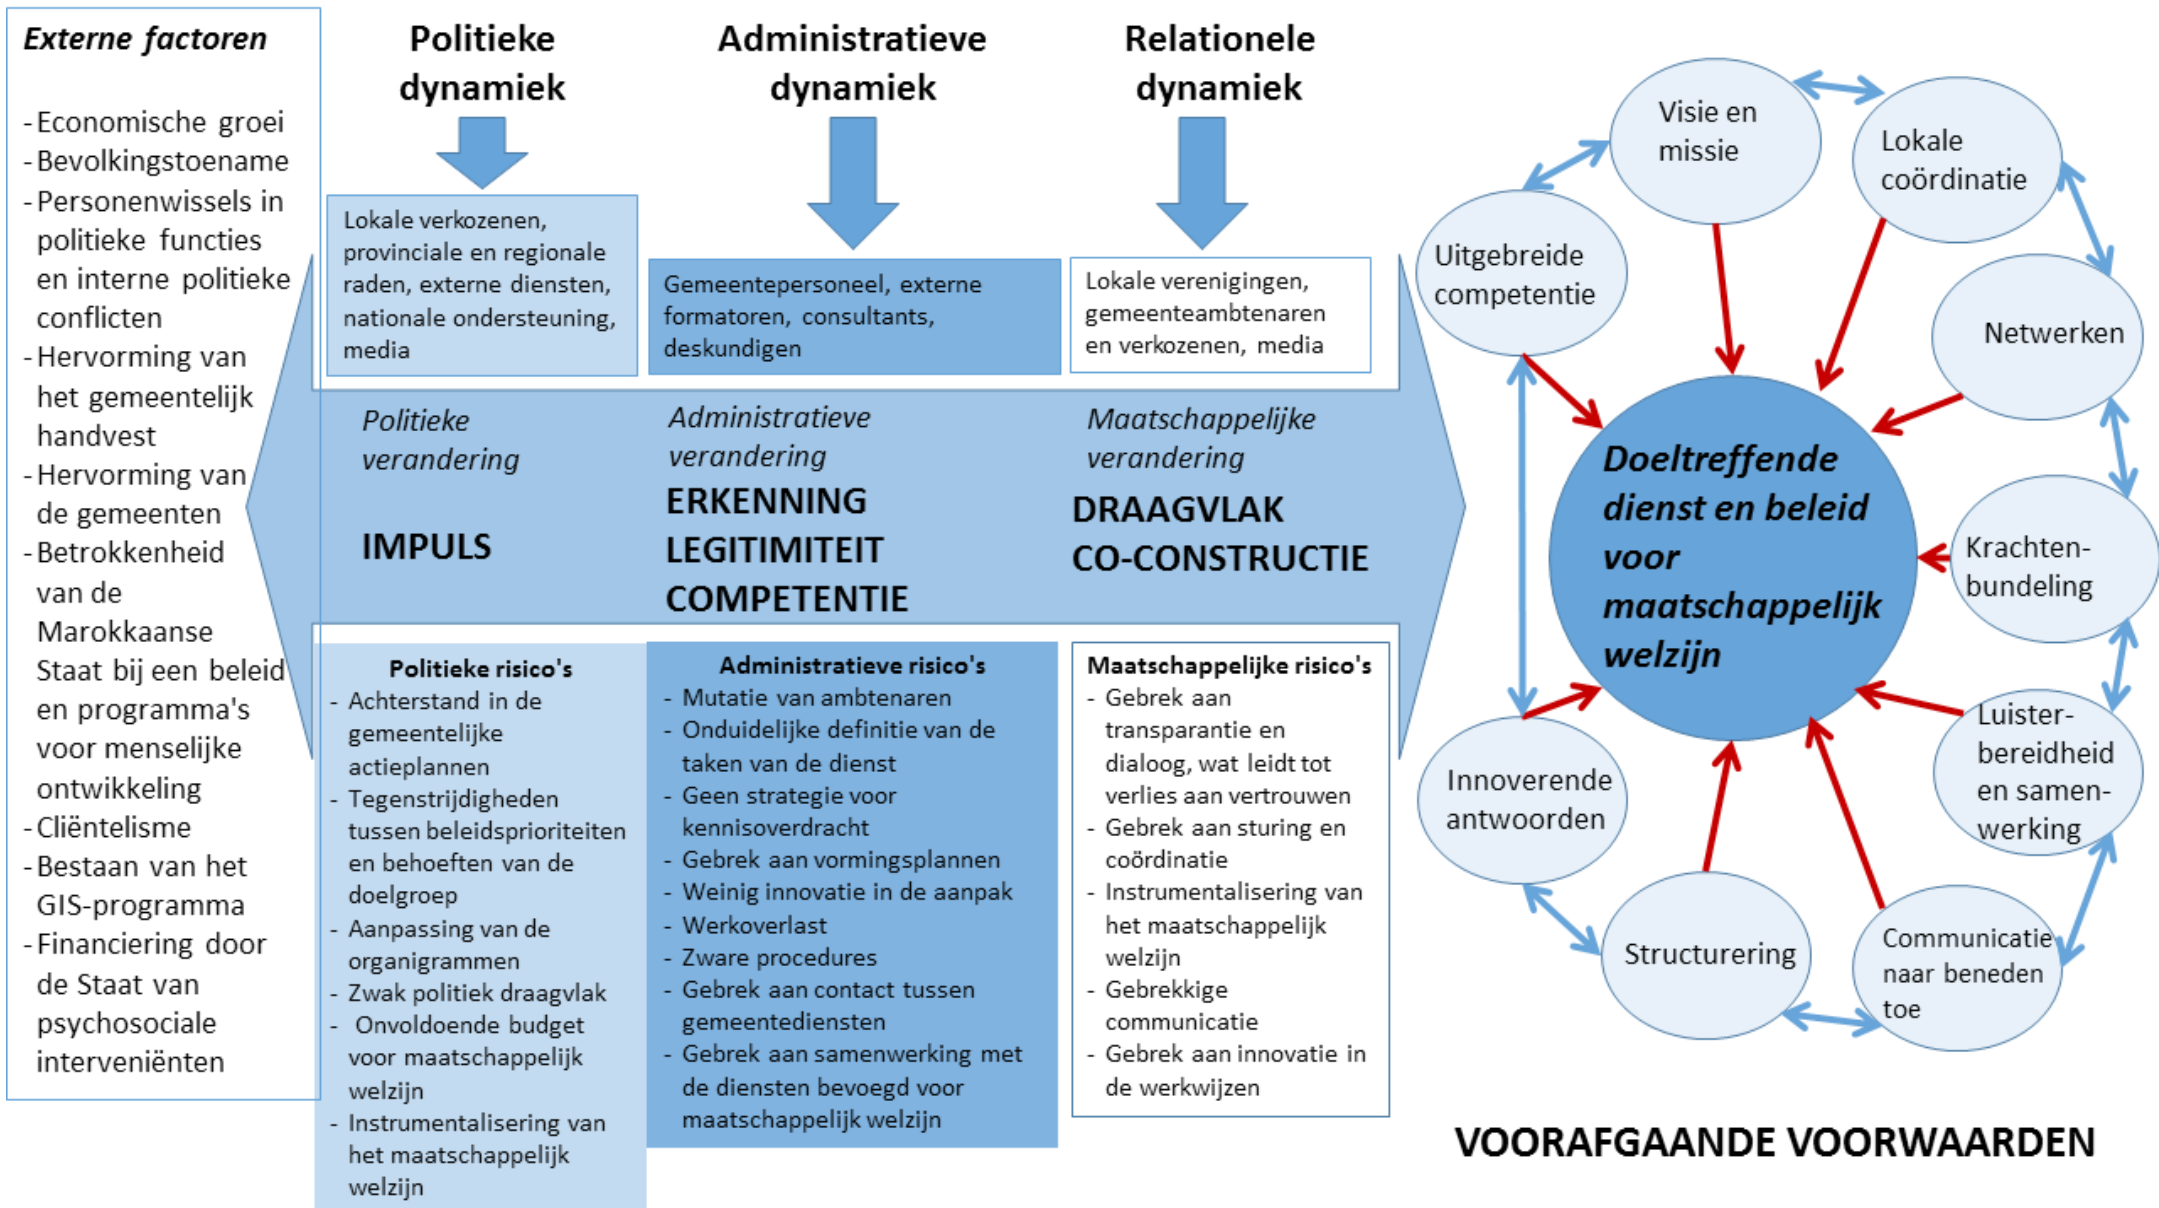 Externe factoren
-Economische groei
-Bevolkingstoename
-Personenwissels in
politieke functies
en interne politieke
conflicten
-Hervorming van
het gemeentelijk
handvest
-Hervorming van
de gemeenten
-Betrokkenheid
van de
Marokkaanse
Staat bij een beleid
en programma's
voor menselijke
ontwikkeling
-Cliëntelisme
-Bestaan van het
GIS-programma
-Financiering door
de Staat van
psychosociale
interveniënten
Politieke
dynamiek
Lokale verkozenen,
provinciale en regionale
raden, externe diensten,
nationale ondersteuning,
media
Politieke
verandering
IMPULS
Politieke risico's
- Achterstand in de
gemeentelijke
actieplannen
- Tegenstrijdigheden
tussen beleidsprioriteiten
en behoeften van de
doelgroep
- Aanpassing van de
organigrammen
- Zwak politiek draagvlak
- Onvoldoende budget
voor maatschappelijk
welzijn
- Instrumentalisering van
het maatschappelijk
welzijn
Administratieve
dynamiek
Gemeentepersoneel, externe
formatoren, consultants,
deskundigen
Administratieve
verandering
ERKENNING
LEGITIMITEIT
COMPETENTIE
Administratieve risico's
- Mutatie van ambtenaren
- Onduidelijke definitie van de
taken van de dienst
- Geen strategie voor
kennisoverdracht
- Gebrek aan vormingsplannen
- Weinig innovatie in de aanpak
- Werkoverlast
- Zware procedures
- Gebrek aan contact tussen
gemeentediensten
- Gebrek aan samenwerking met
de diensten bevoegd voor
maatschappelijk welzijn
Relationele
dynamiek
Lokale verenigingen,
gemeenteambtenaren
en verkozenen, media
Maatschappelijke
verandering
DRAAGVLAK
CO-CONSTRUCTIE
Maatschappelijke risico's
- Gebrek aan
transparantie en
dialoog, wat leidt tot
verlies aan vertrouwen
- Gebrek aan sturing en
coördinatie
- Instrumentalisering van
het maatschappelijk
welzijn
- Gebrekkige
communicatie
- Gebrek aan innovatie in
de werkwijzen
Visie en
missie
Lokale
coördinatie
Netwerken
Krachten-
bundeling
Luister-
bereidheid
en samen-
werking
Communicatie
naar beneden
toe
Structurering
Innoverende
antwoorden
Uitgebreide
competentie
Doeltreffende
dienst en beleid
voor
maatschappelijk
welzijn
VOORAFGAANDE VOORWAARDEN